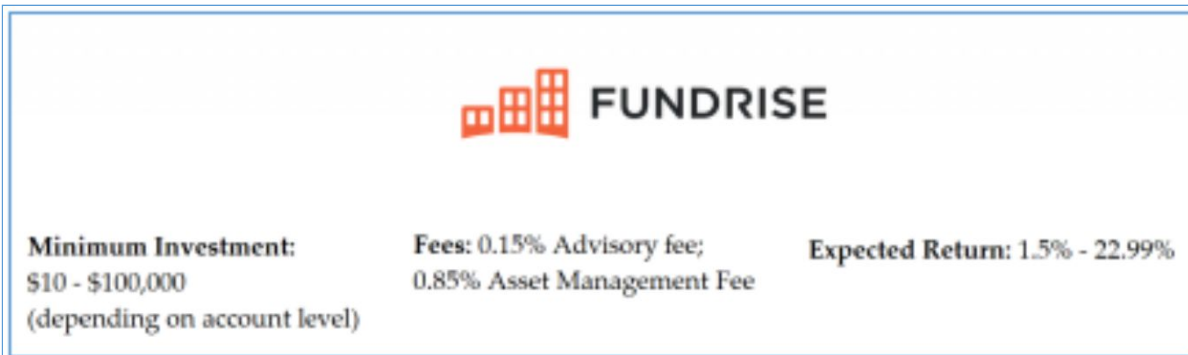 FUNDRISE
Minimum Investment:
$10 - $100,000
(depending on account level)
Fees: 0.15% Advisory fee;
0.85% Asset Management Fee
Expected Return: 1.5% - 22.99%